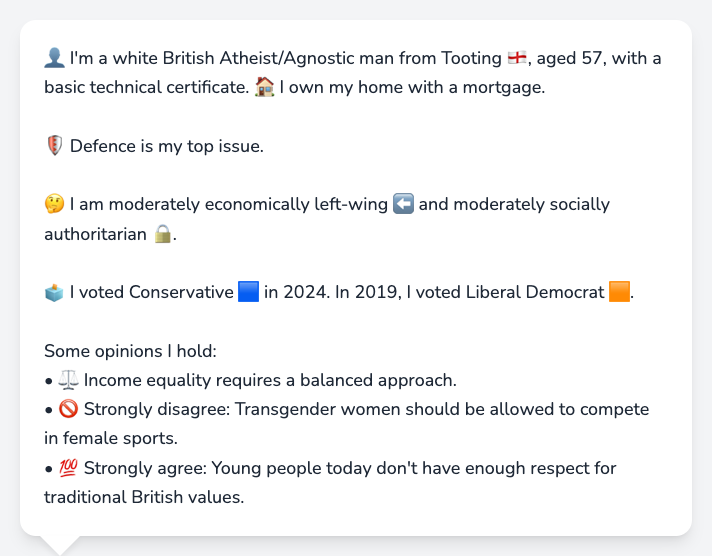 👤 I'm a white British Atheist/Agnostic man from Tooting 🏴󠁧󠁢󠁥󠁮󠁧󠁿, aged 57, with a
basic technical certificate. 🏠 I own my home with a mortgage.
🛡️ Defence is my top issue.
🤔 I am moderately economically left-wing ⬅️ and moderately socially
authoritarian 🔒.
🗳️ I voted Conservative 🟦 in 2024. In 2019, I voted Liberal Democrat 🟧.
Some opinions I hold:
• ⚖️ Income equality requires a balanced approach.
• 🚫 Strongly disagree: Transgender women should be allowed to compete
in female sports.
• 💯 Strongly agree: Young people today don't have enough respect for
traditional British values.